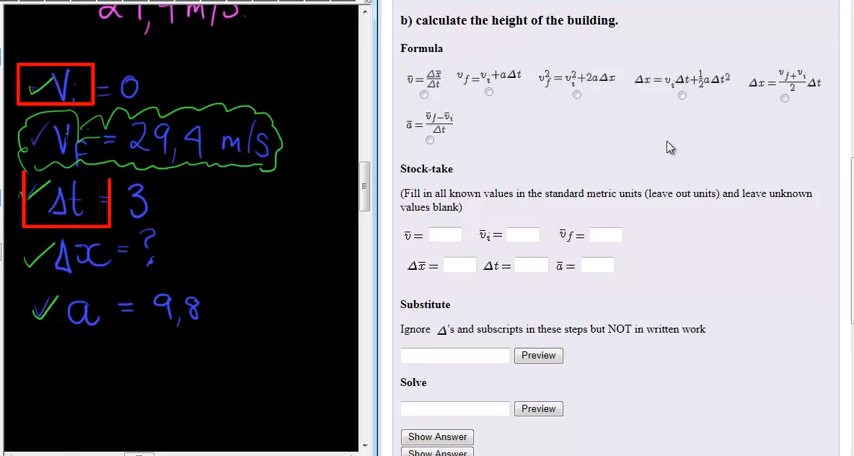 29,4 m/s.
Vi = 0
Vf = 29,4 m/s
Δt = 3
Δx = ?
a = 9,8
b) calculate the height of the building.
Formula
v̄ = Δx̄/Δt vf = vi + aΔt vf² = vi² + 2aΔx Δx = viΔt + ½aΔt² Δx = (vf + vi)/2 Δt
ā = (v̄f − v̄i)/Δt
Stock-take
(Fill in all known values in the standard metric units (leave out units) and leave unknown
values blank)
v̄ = v̄i = v̄f =
Δx̄ = Δt = ā =
Substitute
Ignore Δ's and subscripts in these steps but NOT in written work
Preview
Solve
Preview
Show Answer
Show Answer